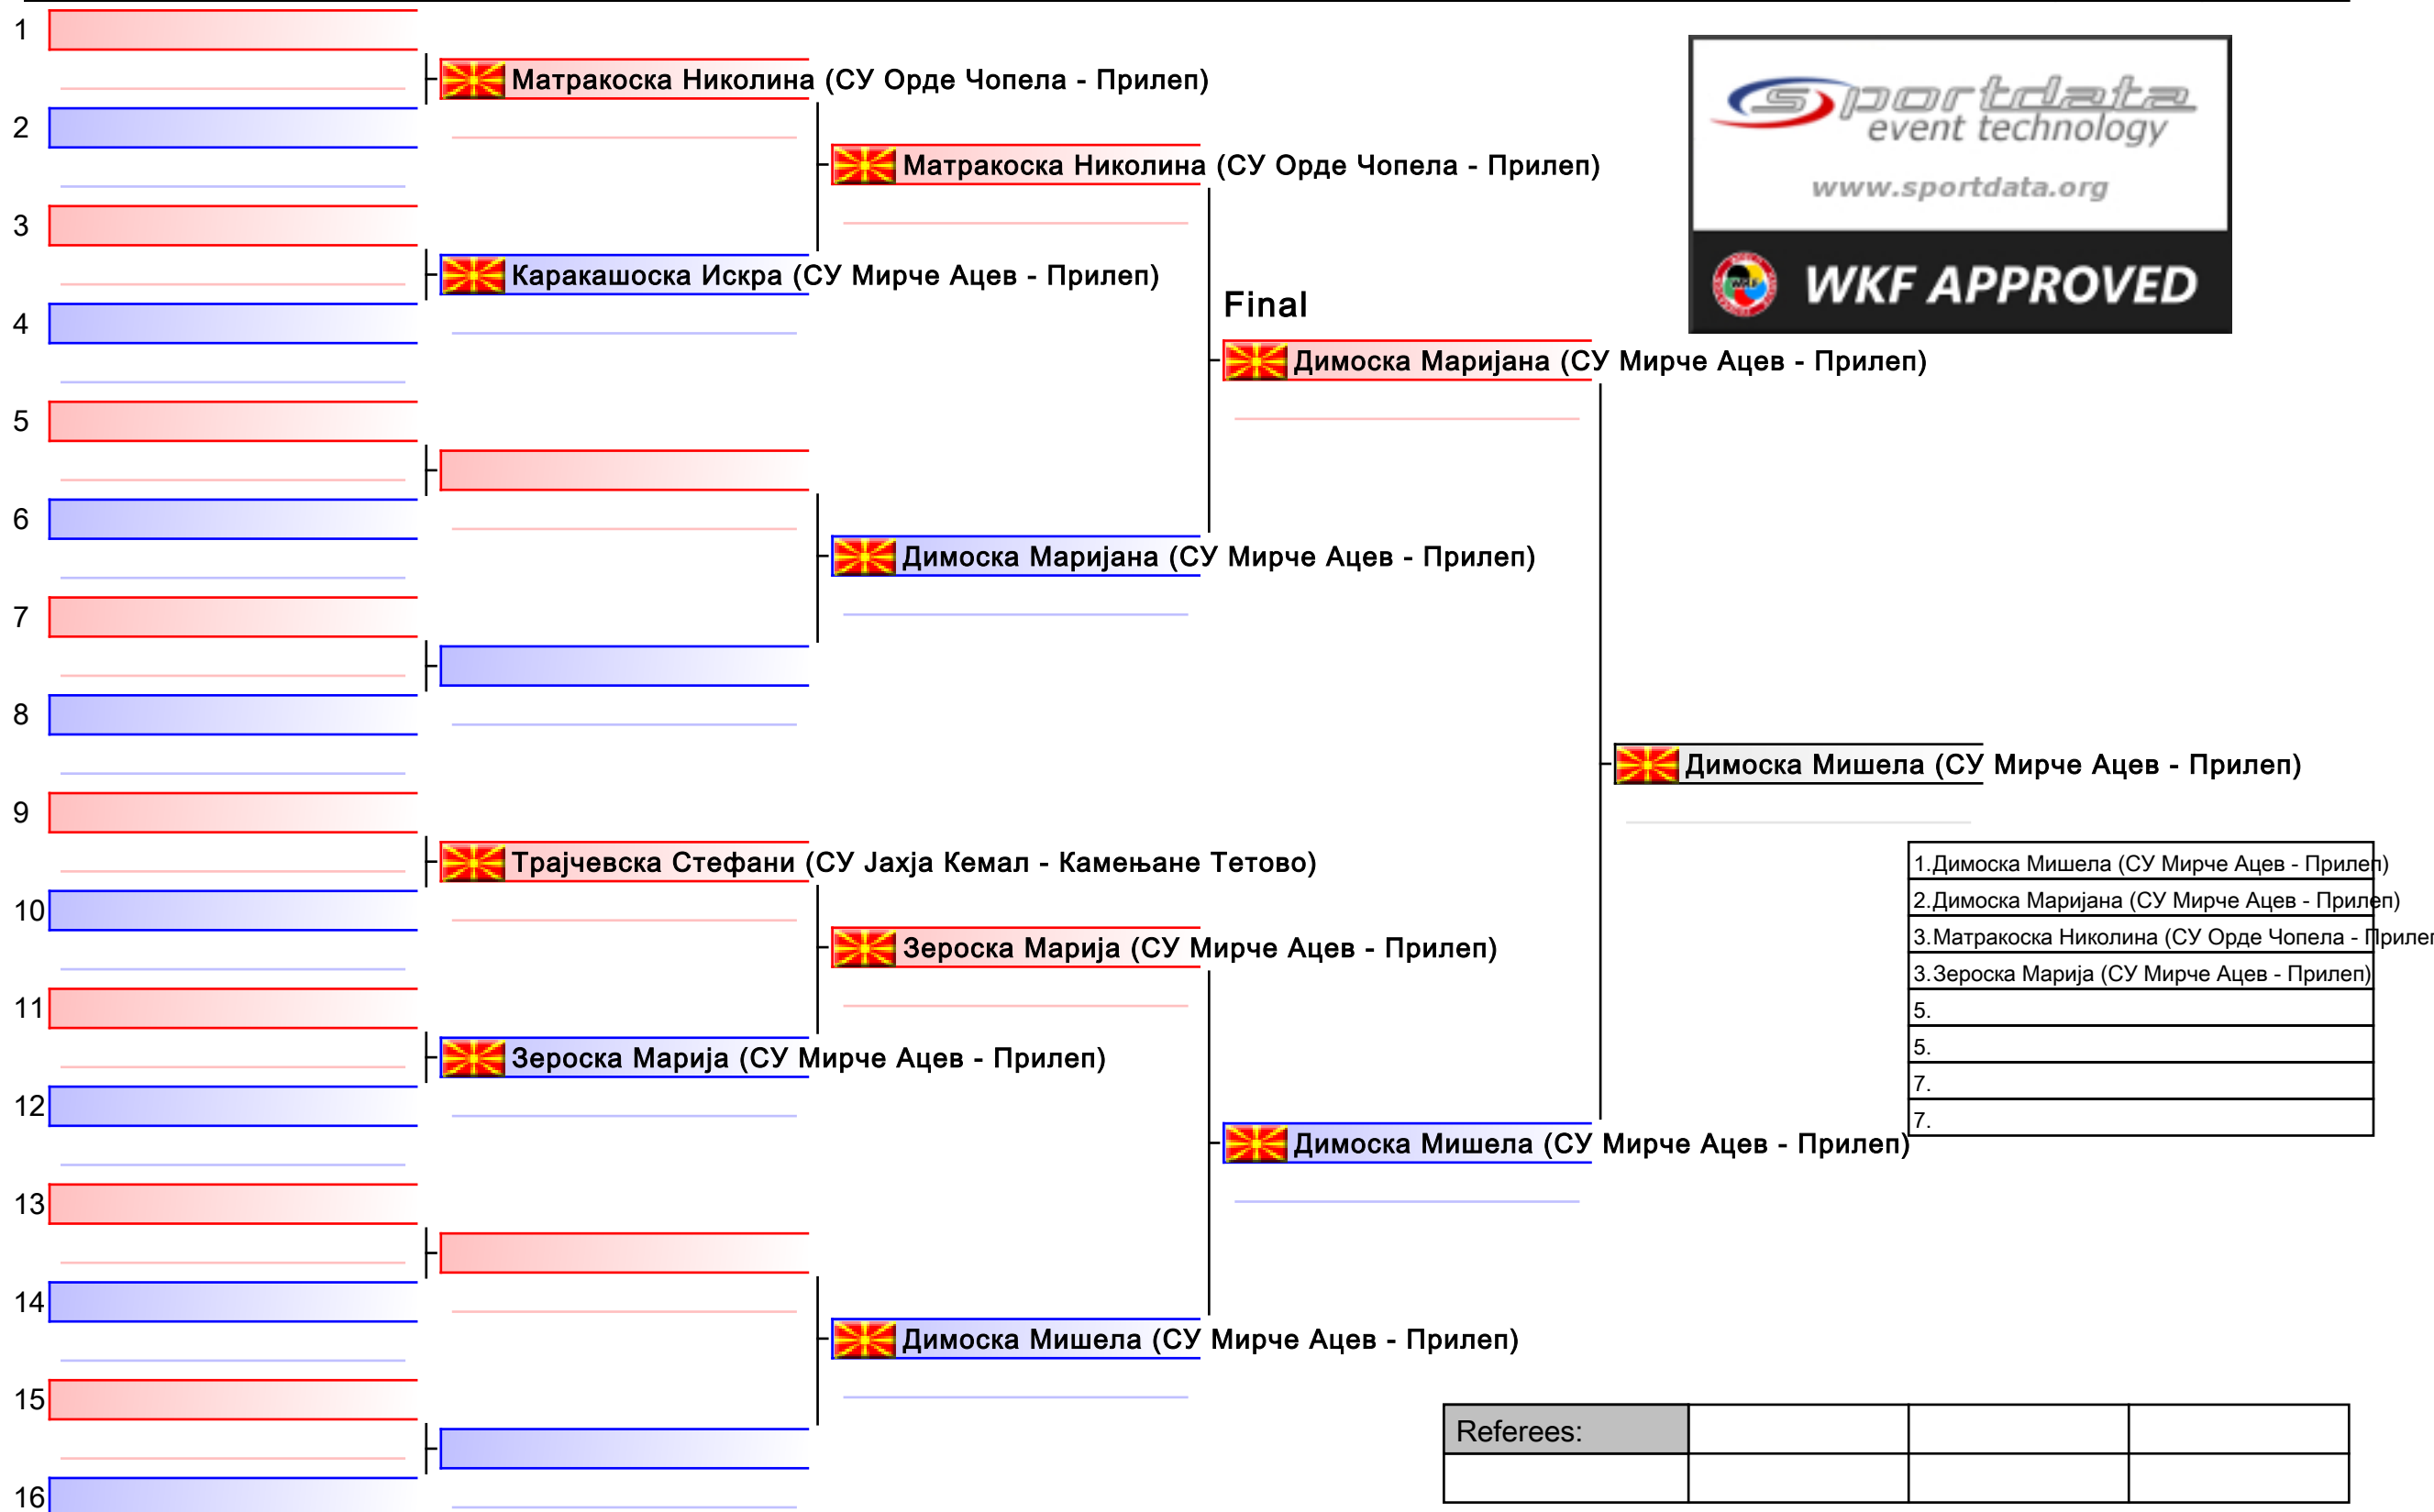 1
Матракоска Николина (СУ Орде Чопела - Прилеп)
2
Матракоска Николина (СУ Орде Чопела - Прилеп)
sportdata
event technology
www.sportdata.org
3
Каракашоска Искра (СУ Мирче Ацев - Прилеп)
WKF
WKF APPROVED
4
Final
Димоска Маријана (СУ Мирче Ацев - Прилеп)
5
6
Димоска Маријана (СУ Мирче Ацев - Прилеп)
7
8
Димоска Мишела (СУ Мирче Ацев - Прилеп)
9
Трајчевска Стефани (СУ Јахја Кемал - Камењане Тетово)
1.Димоска Мишела (СУ Мирче Ацев - Прилеп)
10
2.Димоска Маријана (СУ Мирче Ацев - Прилеп)
Зероска Марија (СУ Мирче Ацев - Прилеп)
3.Матракоска Николина (СУ Орде Чопела - Прилеп
3.Зероска Марија (СУ Мирче Ацев - Прилеп)
11
5.
5.
Зероска Марија (СУ Мирче Ацев - Прилеп)
7.
12
7.
Димоска Мишела (СУ Мирче Ацев - Прилеп)
13
14
Димоска Мишела (СУ Мирче Ацев - Прилеп)
15
Referees:
16